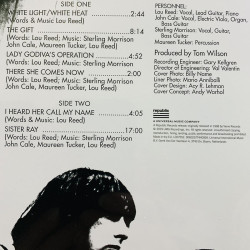 SIDE ONE
WHITE LIGHT/WHITE HEAT ........ 2:44
(Words & Music: Lou Reed)
THE GIFT ........ 8:14
(Words: Lou Reed; Music: Sterling Morrison
John Cale, Maureen Tucker, Lou Reed)
LADY GODIVA'S OPERATION ........ 4:52
(Words & Music: Lou Reed)
THERE SHE COMES NOW ........ 2:00
(Words: Lou Reed; Music: Sterling Morrison
John Cale, Lou Reed)
SIDE TWO
I HEARD HER CALL MY NAME ........ 4:05
(Words & Music: Lou Reed)
SISTER RAY ........ 17:00
(Words: Lou Reed; Music: Sterling Morrison
John Cale, Maureen Tucker, Lou Reed)
PERSONNEL:
Lou Reed: Vocal, Lead Guitar, Piano
John Cale: Vocal, Electric Viola, Organ,
Bass Guitar
Sterling Morrison: Vocal, Guitar,
Bass Guitar
Maureen Tucker: Percussion
Produced by Tom Wilson
Recording Engineer: Gary Kellgren
Director of Engineering: Val Valentin
Cover Photo: Billy Name
Liner Photo: Mario Anniballi
Cover Design: Acy R. Lehman
Cover Concept: Andy Warhol
republic
A UNIVERSAL MUSIC COMPANY